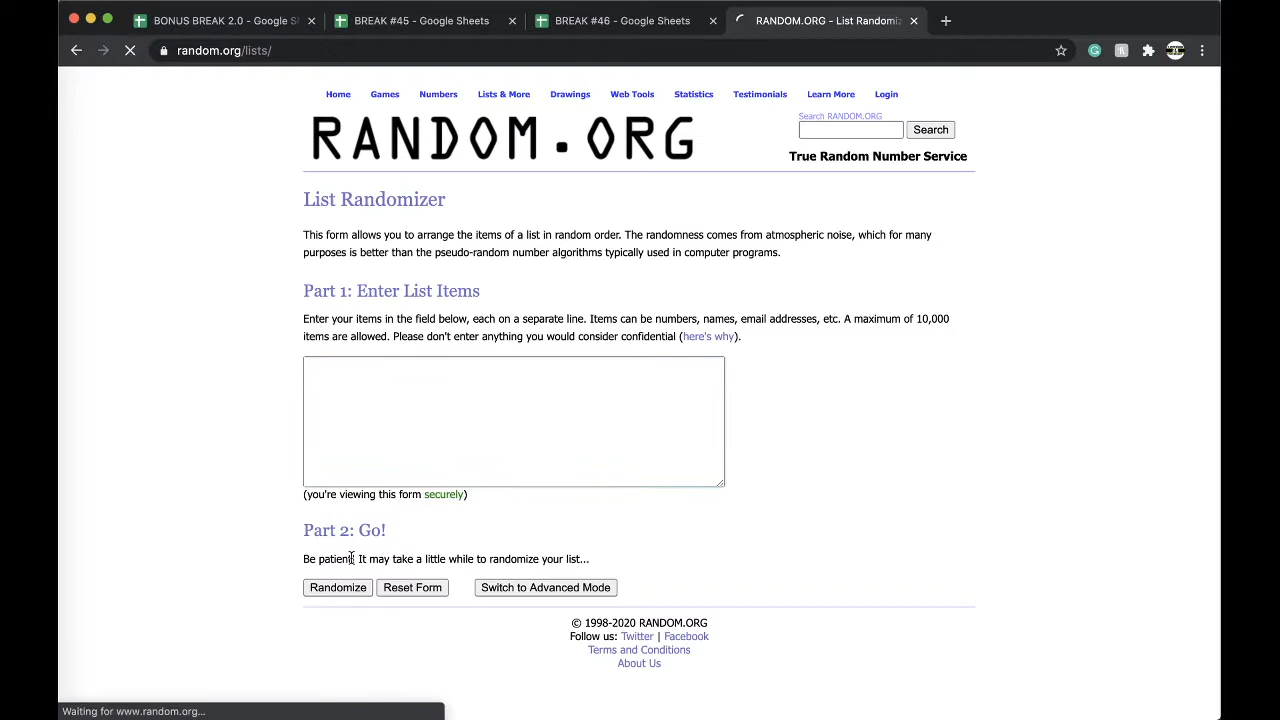 BONUS BREAK 2.0 - Google S
BREAK #45 - Google Sheets
BREAK #46 - Google Sheets
RANDOM.ORG - List Randomiz
random.org/lists/
Home Games Numbers Lists & More Drawings Web Tools Statistics Testimonials Learn More Login
RANDOM.ORG
Search RANDOM.ORG
Search
True Random Number Service
List Randomizer
This form allows you to arrange the items of a list in random order. The randomness comes from atmospheric noise, which for many
purposes is better than the pseudo-random number algorithms typically used in computer programs.
Part 1: Enter List Items
Enter your items in the field below, each on a separate line. Items can be numbers, names, email addresses, etc. A maximum of 10,000
items are allowed. Please don't enter anything you would consider confidential (here's why).
(you're viewing this form securely)
Part 2: Go!
Be patient! It may take a little while to randomize your list...
Randomize Reset Form Switch to Advanced Mode
© 1998-2020 RANDOM.ORG
Follow us: Twitter | Facebook
Terms and Conditions
About Us
Waiting for www.random.org...